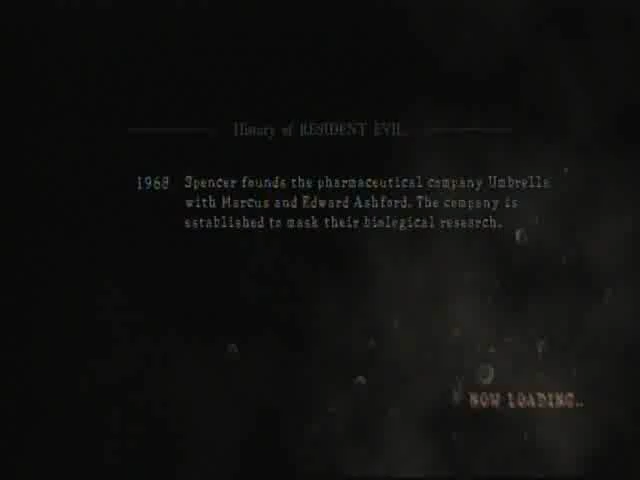 History of RESIDENT EVIL
1968 Spencer founds the pharmaceutical company Umbrella
with Marcus and Edward Ashford. The company is
established to mask their biological research.
NOW LOADING..